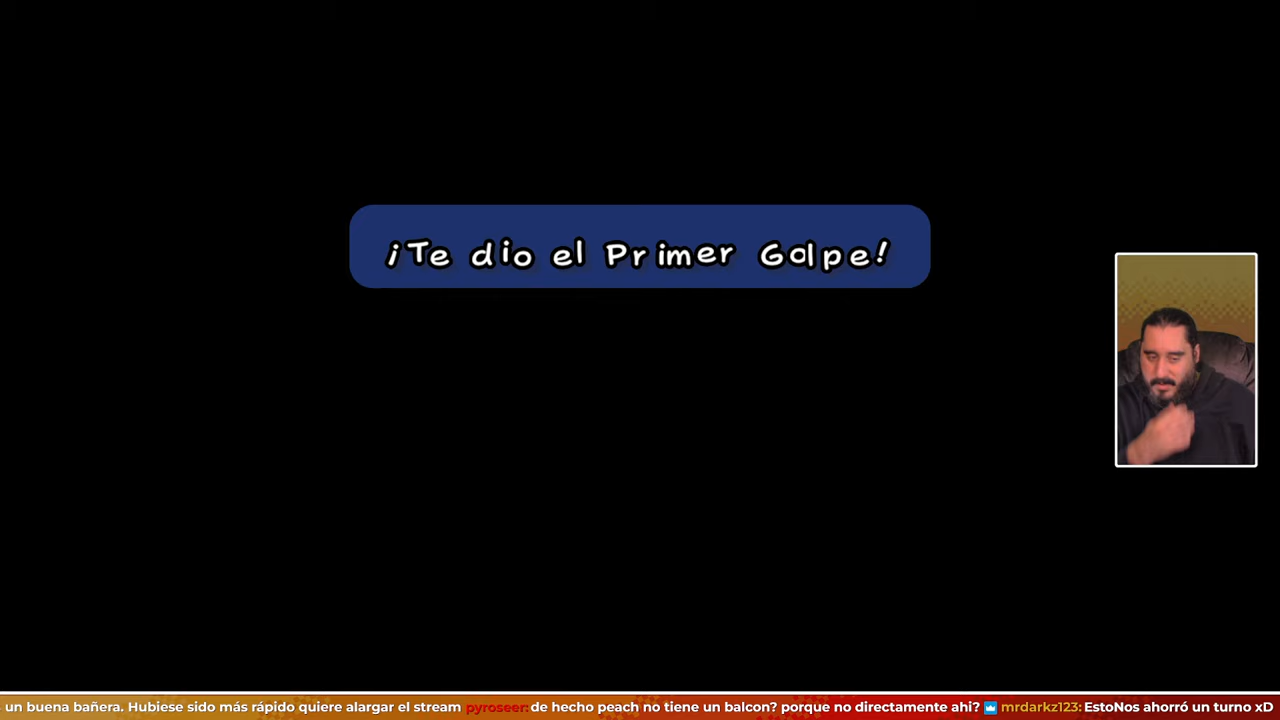 ¡Te dio el Primer Golpe!
un buena bañera. Hubiese sido más rápido quiere alargar el stream pyroseer: de hecho peach no tiene un balcon? porque no directamente ahi? mrdarkz123: EstoNos ahorró un turno xD